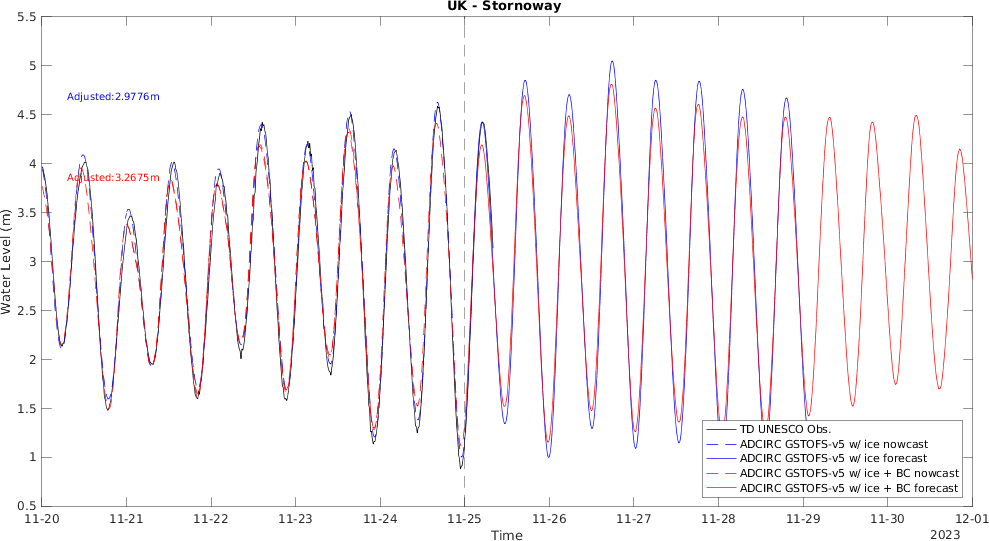 UK - Stornoway
5.5
5
4.5
4
3.5
3
2.5
2
1.5
1
0.5
Water Level (m)
Adjusted:2.9776m
Adjusted:3.2675m
TD UNESCO Obs.
ADCIRC GSTOFS-v5 w/ ice nowcast
ADCIRC GSTOFS-v5 w/ ice forecast
ADCIRC GSTOFS-v5 w/ ice + BC nowcast
ADCIRC GSTOFS-v5 w/ ice + BC forecast
11-20 11-21 11-22 11-23 11-24 11-25 11-26 11-27 11-28 11-29 11-30 12-01
Time
2023